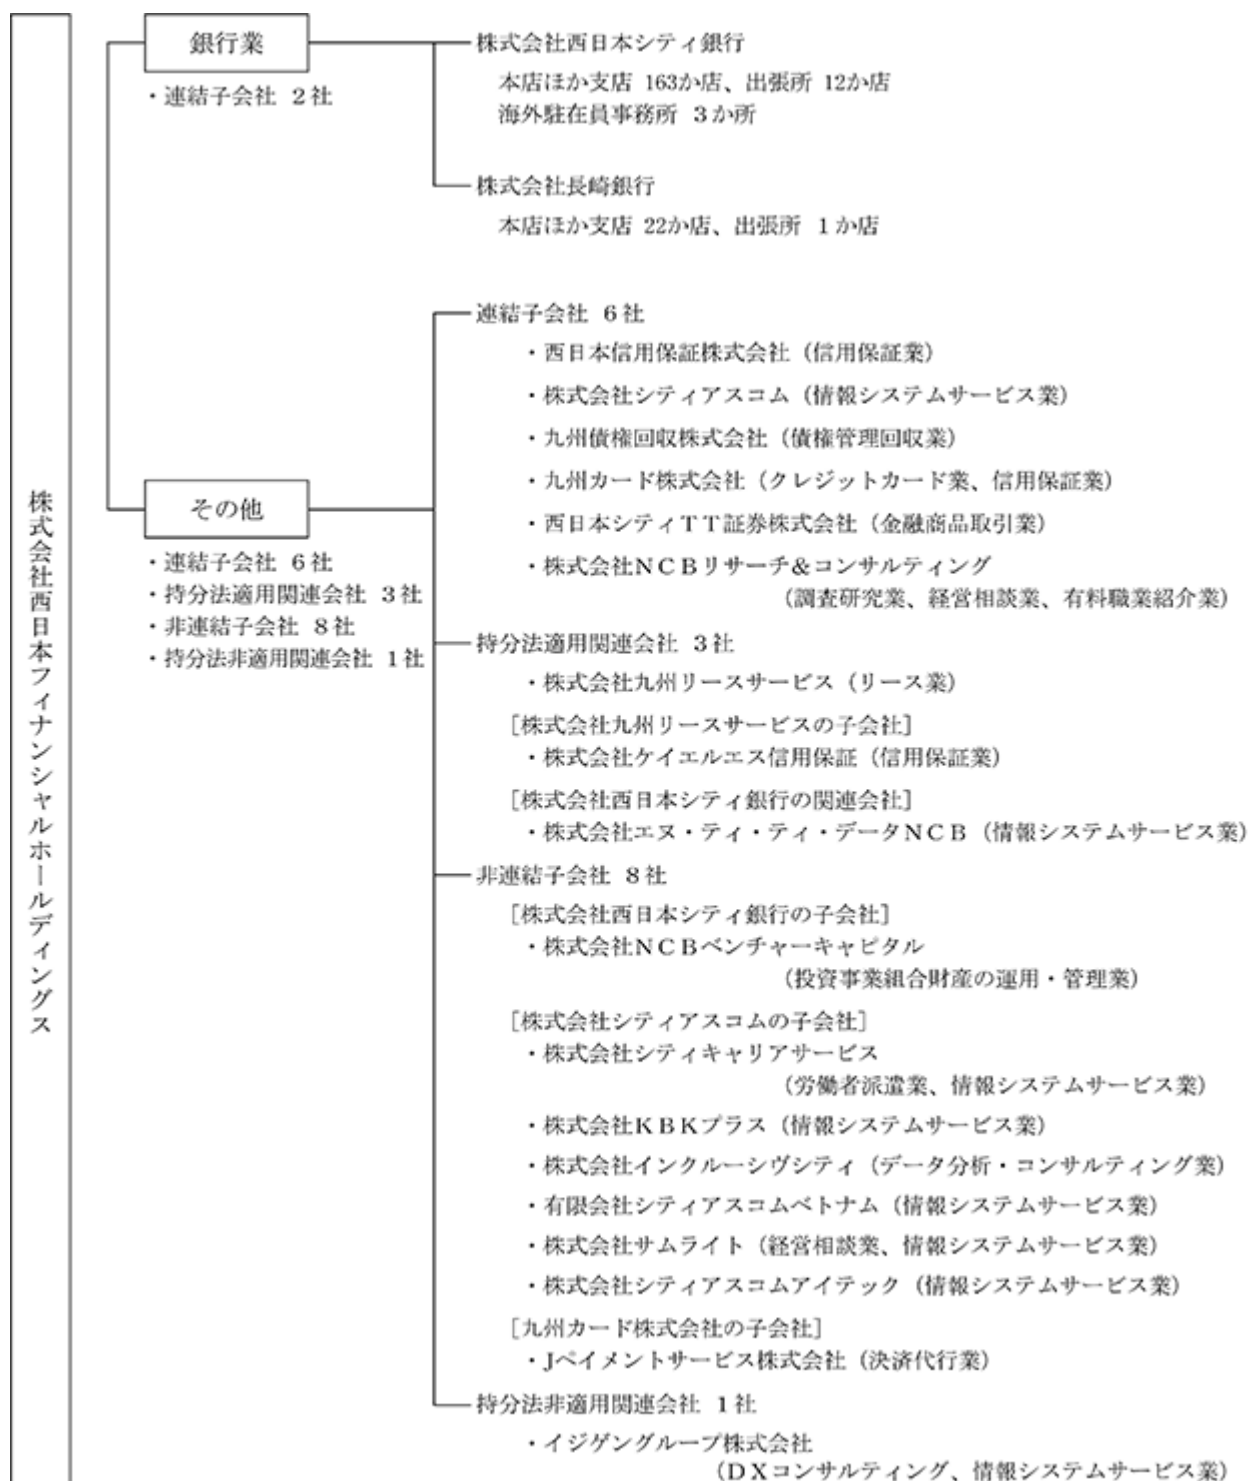 株式会社西日本フィナンシャルホールディングス
銀行業
・連結子会社 2社
株式会社西日本シティ銀行
本店ほか支店 163か店、出張所 12か店
海外駐在員事務所 3か所
株式会社長崎銀行
本店ほか支店 22か店、出張所 1か店
その他
・連結子会社 6社
・持分法適用関連会社 3社
・非連結子会社 8社
・持分法非適用関連会社 1社
連結子会社 6社
・西日本信用保証株式会社（信用保証業）
・株式会社シティアスコム（情報システムサービス業）
・九州債権回収株式会社（債権管理回収業）
・九州カード株式会社（クレジットカード業、信用保証業）
・西日本シティＴＴ証券株式会社（金融商品取引業）
・株式会社ＮＣＢリサーチ&コンサルティング
（調査研究業、経営相談業、有料職業紹介業）
持分法適用関連会社 3社
・株式会社九州リースサービス（リース業）
［株式会社九州リースサービスの子会社］
・株式会社ケイエルエス信用保証（信用保証業）
［株式会社西日本シティ銀行の関連会社］
・株式会社エヌ・ティ・ティ・データＮＣＢ（情報システムサービス業）
非連結子会社 8社
［株式会社西日本シティ銀行の子会社］
・株式会社ＮＣＢベンチャーキャピタル
（投資事業組合財産の運用・管理業）
［株式会社シティアスコムの子会社］
・株式会社シティキャリアサービス
（労働者派遣業、情報システムサービス業）
・株式会社ＫＢＫプラス（情報システムサービス業）
・株式会社インクルーシヴシティ（データ分析・コンサルティング業）
・有限会社シティアスコムベトナム（情報システムサービス業）
・株式会社サムライト（経営相談業、情報システムサービス業）
・株式会社シティアスコムアイテック（情報システムサービス業）
［九州カード株式会社の子会社］
・Jペイメントサービス株式会社（決済代行業）
持分法非適用関連会社 1社
・イジゲングループ株式会社
（ＤＸコンサルティング、情報システムサービス業）